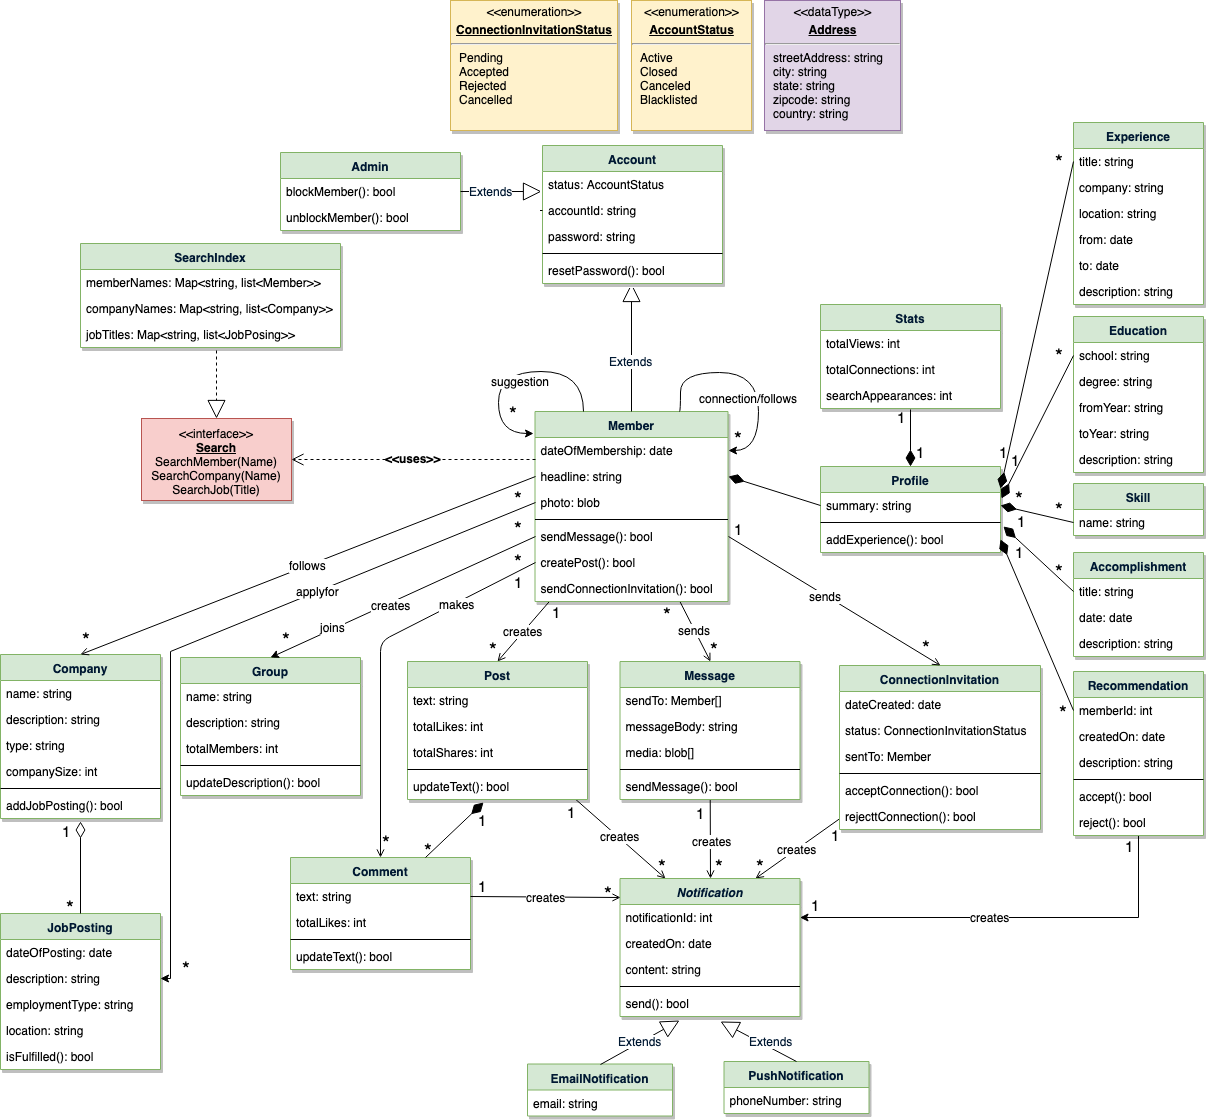 <<enumeration>>
ConnectionInvitationStatus
Pending
Accepted
Rejected
Cancelled
<<enumeration>>
AccountStatus
Active
Closed
Canceled
Blacklisted
<<dataType>>
Address
streetAddress: string
city: string
state: string
zipcode: string
country: string
Admin
blockMember(): bool
unblockMember(): bool
Extends
Account
status: AccountStatus
accountId: string
password: string
resetPassword(): bool
Extends
SearchIndex
memberNames: Map<string, list<Member>>
companyNames: Map<string, list<Company>>
jobTitles: Map<string, list<JobPosing>>
<<interface>>
Search
SearchMember(Name)
SearchCompany(Name)
SearchJob(Title)
<<uses>>
suggestion
*
*
connection/follows
*
Member
dateOfMembership: date
headline: string
photo: blob
sendMessage(): bool
createPost(): bool
sendConnectionInvitation(): bool
Stats
totalViews: int
totalConnections: int
searchAppearances: int
1
1
Profile
summary: string
addExperience(): bool
Experience
title: string
company: string
location: string
from: date
to: date
description: string
*
1
Education
school: string
degree: string
fromYear: string
toYear: string
description: string
*
1
Skill
name: string
*
*
Accomplishment
title: string
date: date
description: string
*
1
Recommendation
memberId: int
createdOn: date
description: string
accept(): bool
reject(): bool
*
1
follows
*
*
applyfor
*
creates
joins
*
*
makes
1
creates
1
*
sends
*
*
sends
1
*
Company
name: string
description: string
type: string
companySize: int
addJobPosting(): bool
1
*
Group
name: string
description: string
totalMembers: int
updateDescription(): bool
Post
text: string
totalLikes: int
totalShares: int
updateText(): bool
1
*
Message
sendTo: Member[]
messageBody: string
media: blob[]
sendMessage(): bool
ConnectionInvitation
dateCreated: date
status: ConnectionInvitationStatus
sentTo: Member
acceptConnection(): bool
rejecttConnection(): bool
*
Comment
text: string
totalLikes: int
updateText(): bool
1
creates
*
1
creates
*
1
creates
*
1
creates
*
1
creates
1
JobPosting
dateOfPosting: date
description: string
employmentType: string
location: string
isFulfilled(): bool
*
Notification
notificationId: int
createdOn: date
content: string
send(): bool
Extends
Extends
EmailNotification
email: string
PushNotification
phoneNumber: string